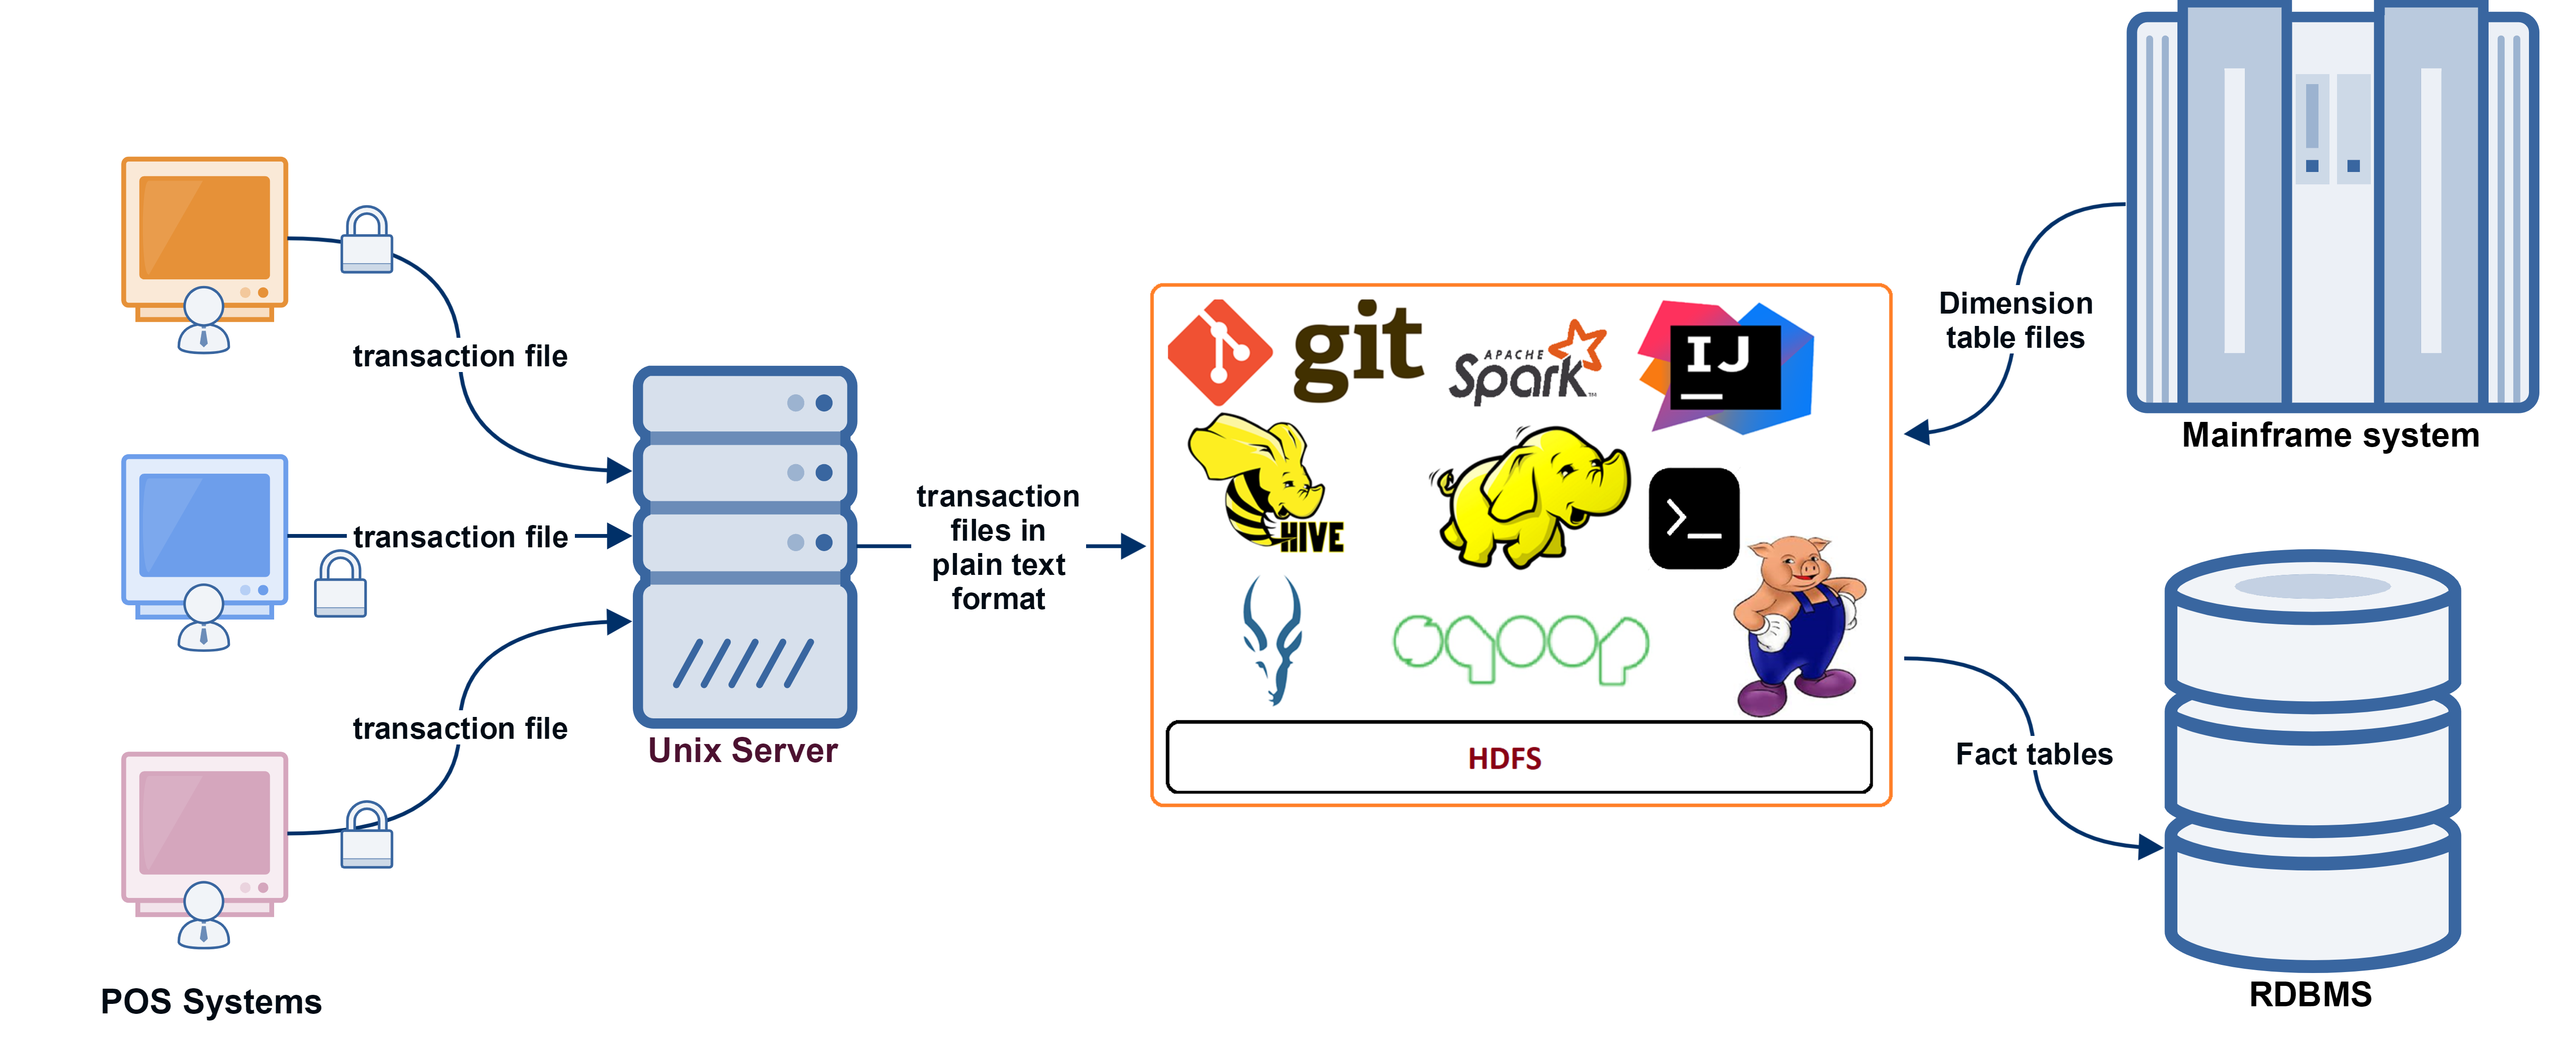 transaction file
transaction file
transaction file
POS Systems
Unix Server
transaction
files in
plain text
format
git
APACHE
Spark™
IJ
HIVE
>_
sqoop
HDFS
Dimension
table files
Mainframe system
Fact tables
RDBMS